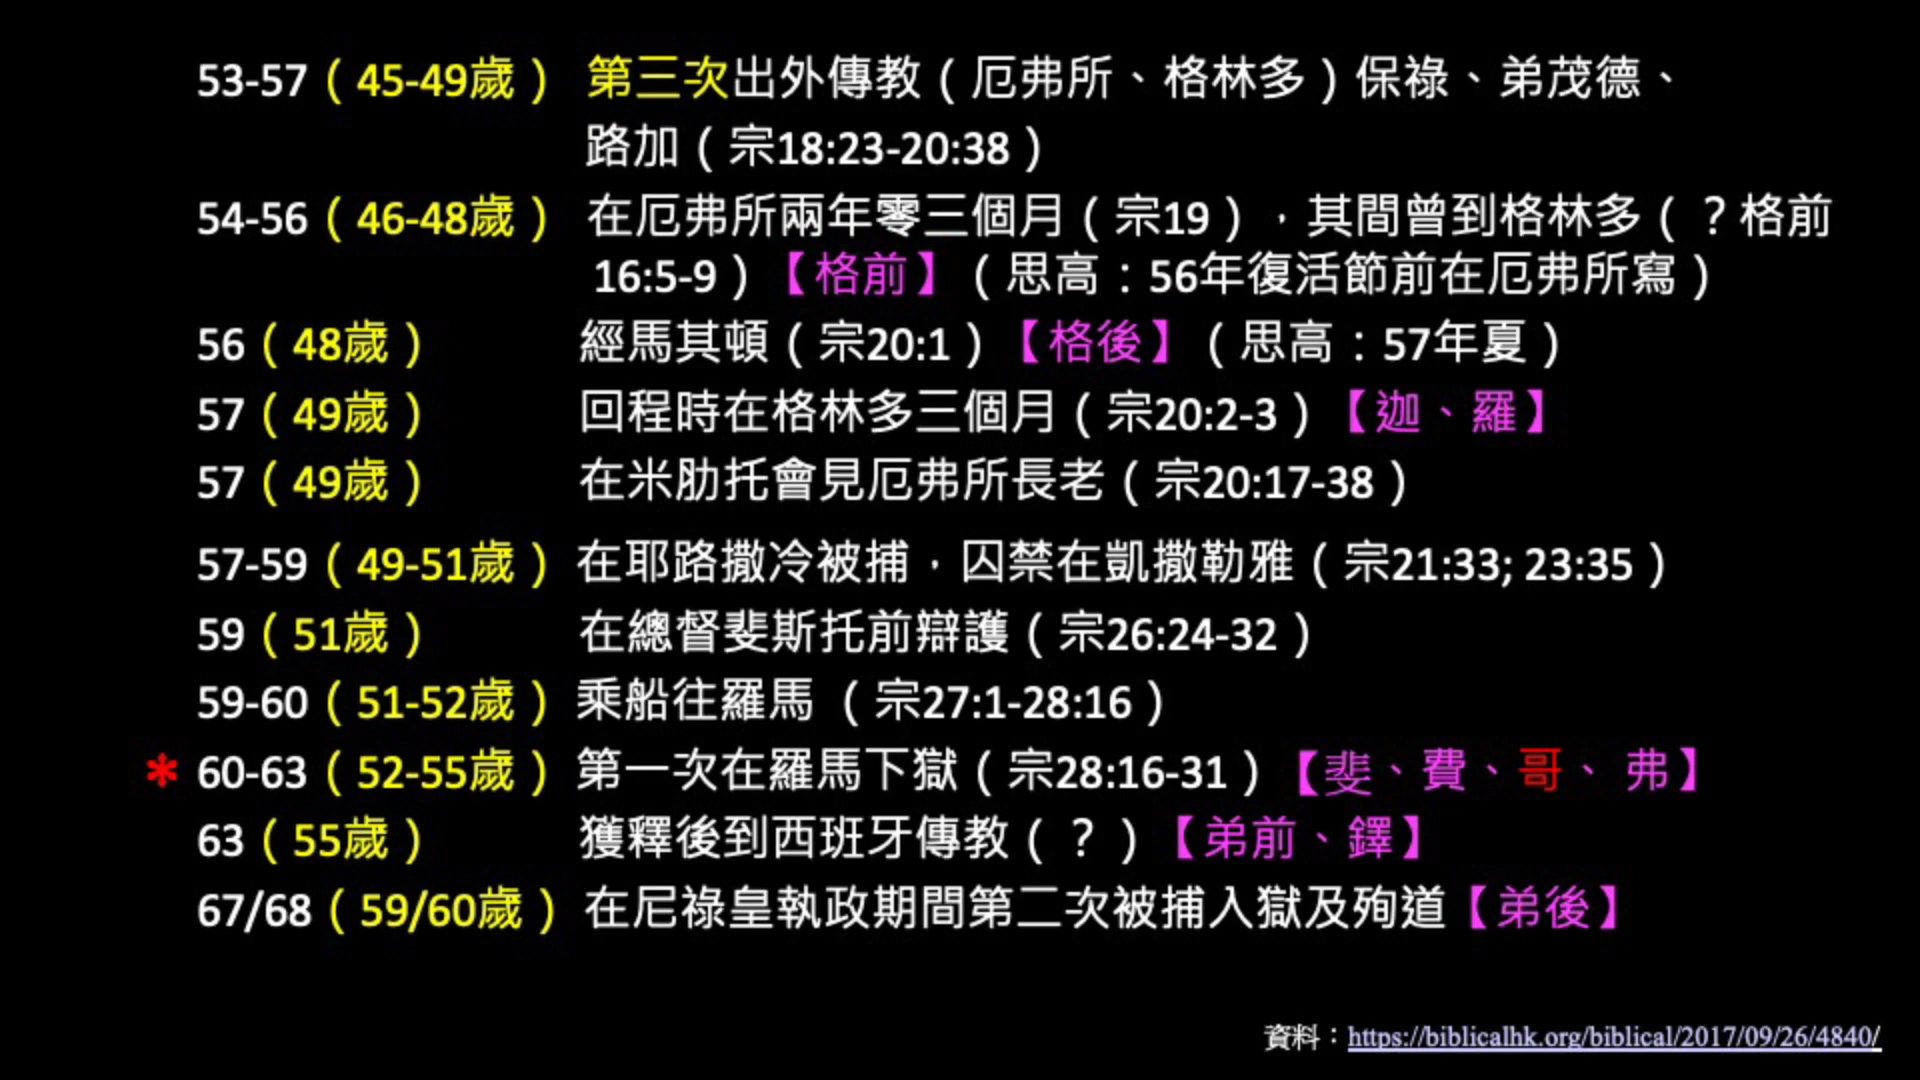 53-57（45-49歲） 第三次出外傳教（厄弗所、格林多）保祿、弟茂德、
路加（宗18:23-20:38）
54-56（46-48歲） 在厄弗所兩年零三個月（宗19），其間曾到格林多（？格前
16:5-9）【格前】（思高：56年復活節前在厄弗所寫）
56（48歲） 經馬其頓（宗20:1）【格後】（思高：57年夏）
57（49歲） 回程時在格林多三個月（宗20:2-3）【迦、羅】
57（49歲） 在米肋托會見厄弗所長老（宗20:17-38）
57-59（49-51歲） 在耶路撒冷被捕，囚禁在凱撒勒雅（宗21:33; 23:35）
59（51歲） 在總督斐斯托前辯護（宗26:24-32）
59-60（51-52歲） 乘船往羅馬（宗27:1-28:16）
* 60-63（52-55歲） 第一次在羅馬下獄（宗28:16-31）【斐、費、哥、弗】
63（55歲） 獲釋後到西班牙傳教（？）【弟前、鐸】
67/68（59/60歲） 在尼祿皇執政期間第二次被捕入獄及殉道【弟後】
資料：https://biblicalhk.org/biblical/2017/09/26/4840/